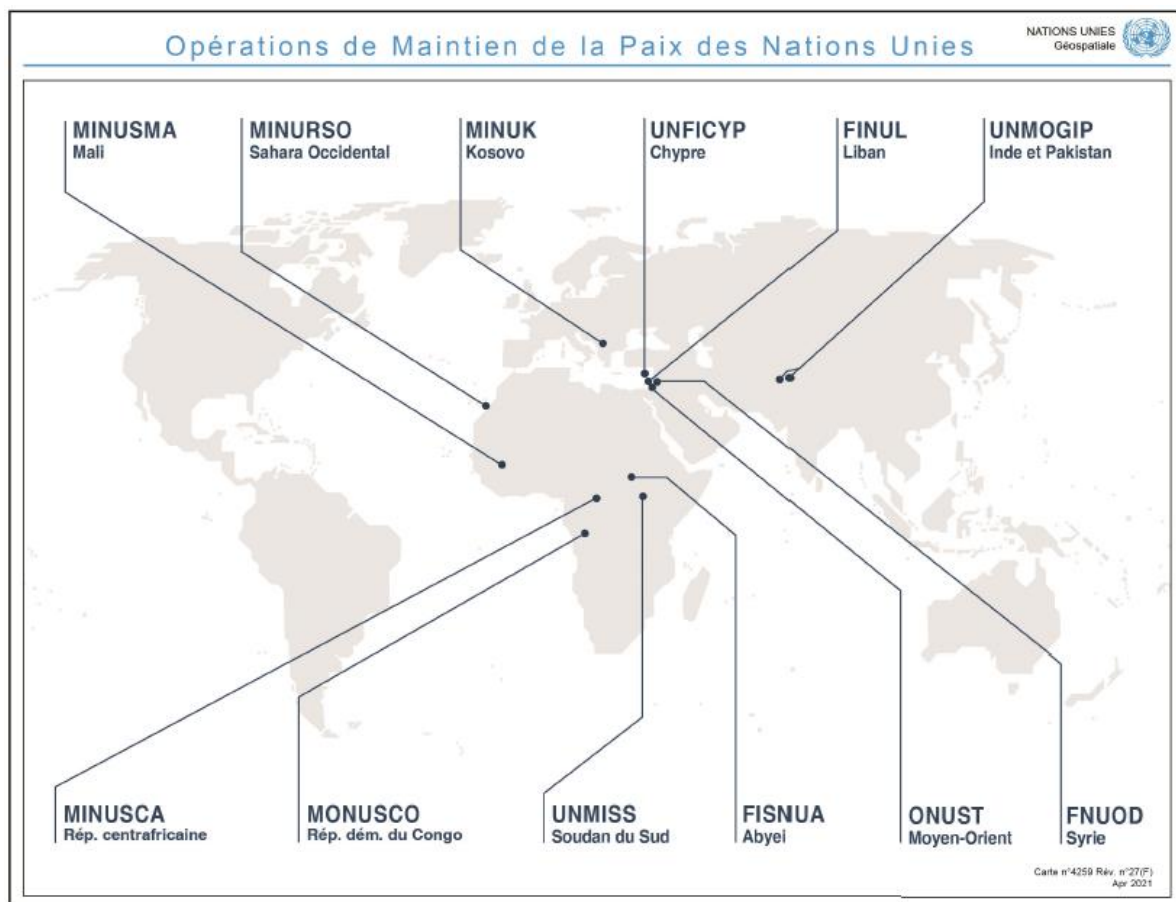 Opérations de Maintien de la Paix des Nations Unies
NATIONS UNIES
Géospatiale
MINUSMA
Mali
MINURSO
Sahara Occidental
MINUK
Kosovo
UNFICYP
Chypre
FINUL
Liban
UNMOGIP
Inde et Pakistan
MINUSCA
Rép. centrafricaine
MONUSCO
Rép. dém. du Congo
UNMISS
Soudan du Sud
FISNUA
Abyei
ONUST
Moyen-Orient
FNUOD
Syrie
Carte n°4259 Rév. n°27(F)
Apr 2021